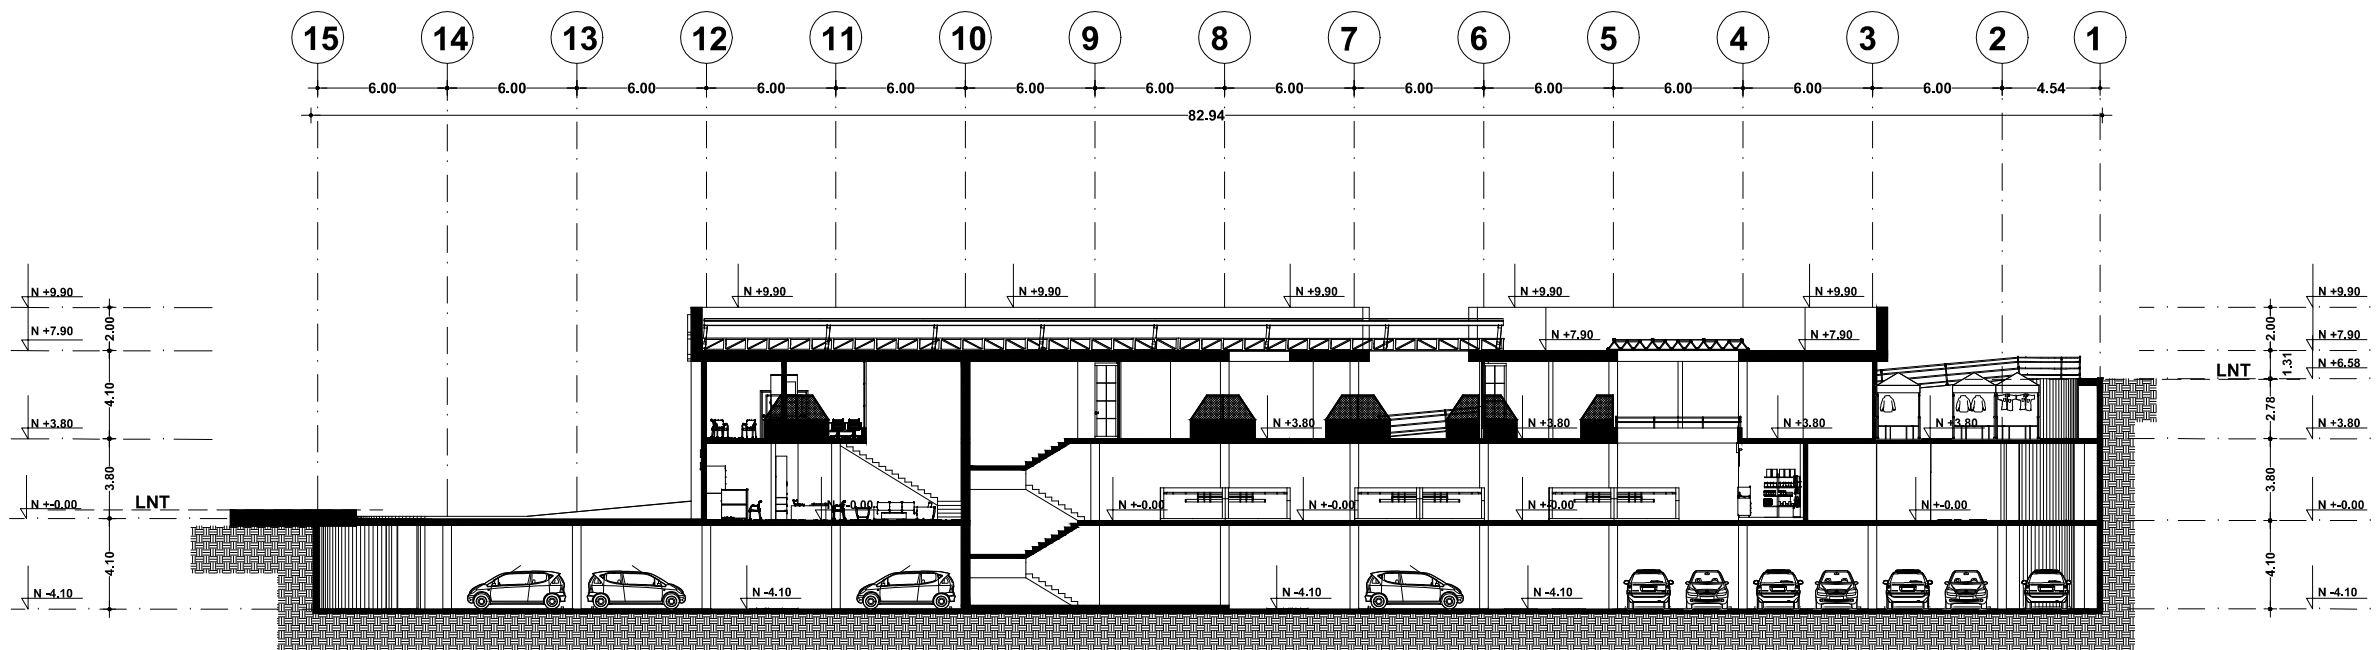 15 14 13 12 11 10 9 8 7 6 5 4 3 2 1
6.00 6.00 6.00 6.00 6.00 6.00 6.00 6.00 6.00 6.00 6.00 6.00 6.00 4.54
82.94
N +9.90 N +9.90 N +9.90 N +9.90 N +9.90 N +9.90 N +9.90
2.00 2.00
N +7.90 N +7.90 N +7.90 N +7.90
1.31
N +6.58
LNT
4.10 2.78
N +3.80 N +3.80 N +3.80 N +3.80 N +3.80 N +3.80
3.80 3.80
LNT
N +-0.00 N +-0.00 N +-0.00 N +-0.00 N +-0.00 N +-0.00 N +-0.00
4.10 4.10
N -4.10 N -4.10 N -4.10 N -4.10 N -4.10